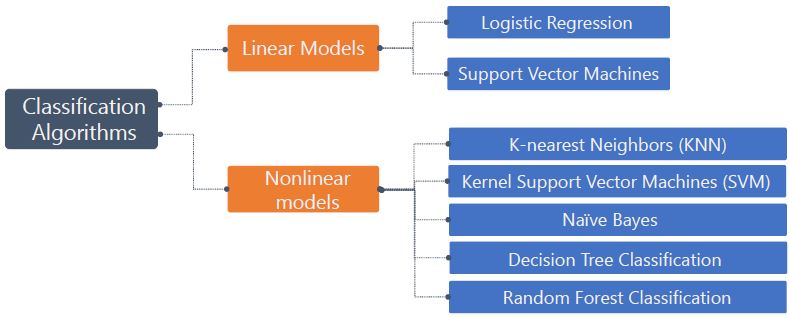 Classification
Algorithms
Linear Models
Logistic Regression
Support Vector Machines
Nonlinear
models
K-nearest Neighbors (KNN)
Kernel Support Vector Machines (SVM)
Naïve Bayes
Decision Tree Classification
Random Forest Classification